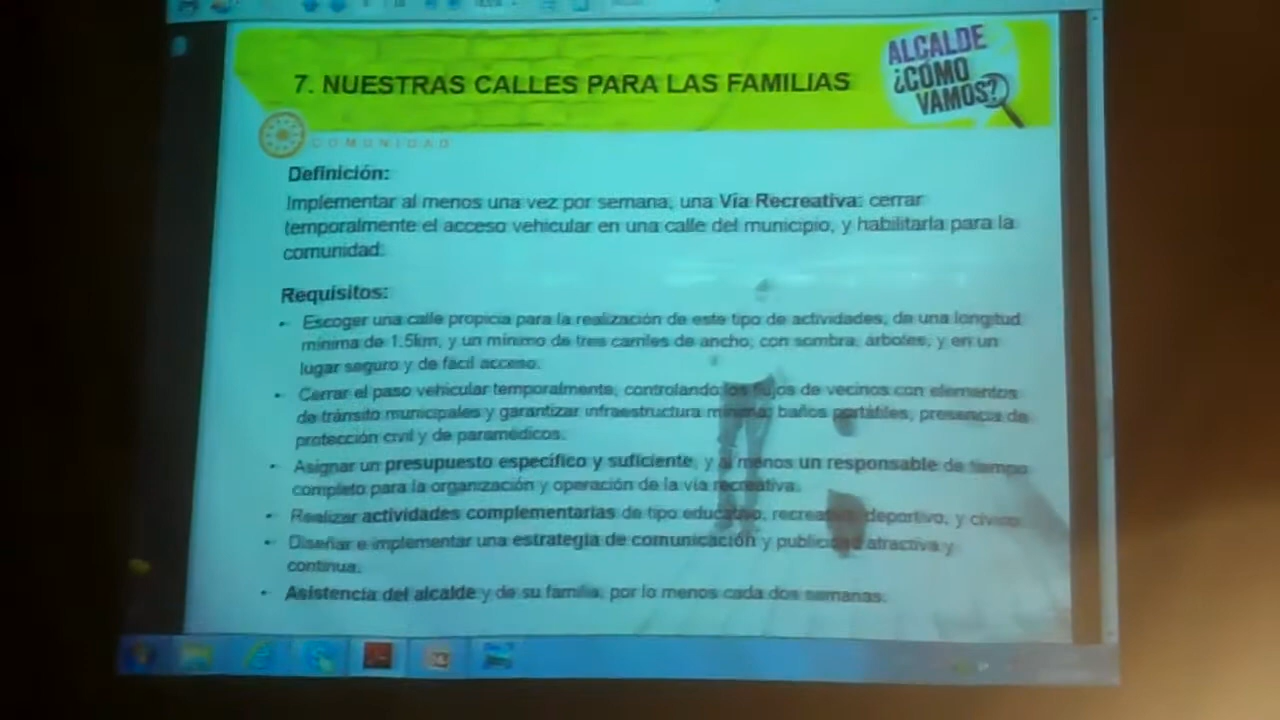 7. NUESTRAS CALLES PARA LAS FAMILIAS
ALCALDE
¿CÓMO
VAMOS?
COMUNIDAD
Definición:
Implementar al menos una vez por semana, una Vía Recreativa: cerrar
temporalmente el acceso vehicular en una calle del municipio, y habilitarla para la
comunidad.
Requisitos:
• Escoger una calle propicia para la realización de este tipo de actividades, de una longitud
mínima de 1.5km, y un mínimo de tres carriles de ancho; con sombra, árboles, y en un
lugar seguro y de fácil acceso.
• Cerrar el paso vehicular temporalmente, controlando los flujos de vecinos con elementos
de tránsito municipales y garantizar infraestructura mínima; baños portátiles, presencia de
protección civil y de paramédicos.
• Asignar un presupuesto específico y suficiente, y al menos un responsable de tiempo
completo para la organización y operación de la vía recreativa.
• Realizar actividades complementarias de tipo educativo, recreativo, deportivo, y cívico.
• Diseñar e implementar una estrategia de comunicación y publicidad atractiva y
continua.
• Asistencia del alcalde y de su familia, por lo menos cada dos semanas.